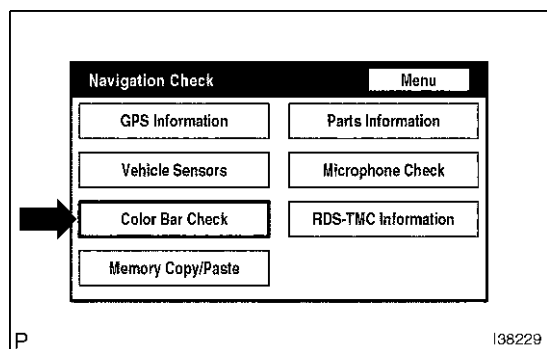 Navigation Check Menu
GPS Information Parts Information
Vehicle Sensors Microphone Check
Color Bar Check RDS-TMC Information
Memory Copy/Paste
P I38229